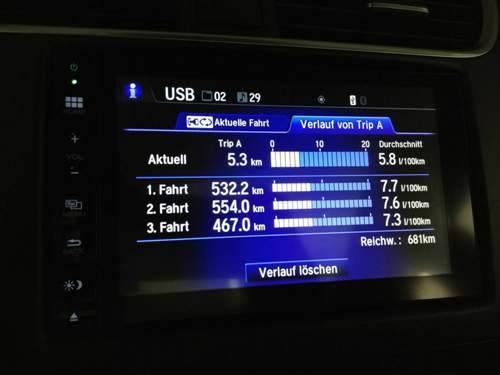 USB 02 29
Aktuelle Fahrt Verlauf von Trip A
Trip A 0 10 20 Durchschnitt
Aktuell 5.3 km 5.8 l/100km
1. Fahrt 532.2 km 7.7 l/100km
2. Fahrt 554.0 km 7.6 l/100km
3. Fahrt 467.0 km 7.3 l/100km
Reichw.: 681km
Verlauf löschen
+
VOL
−